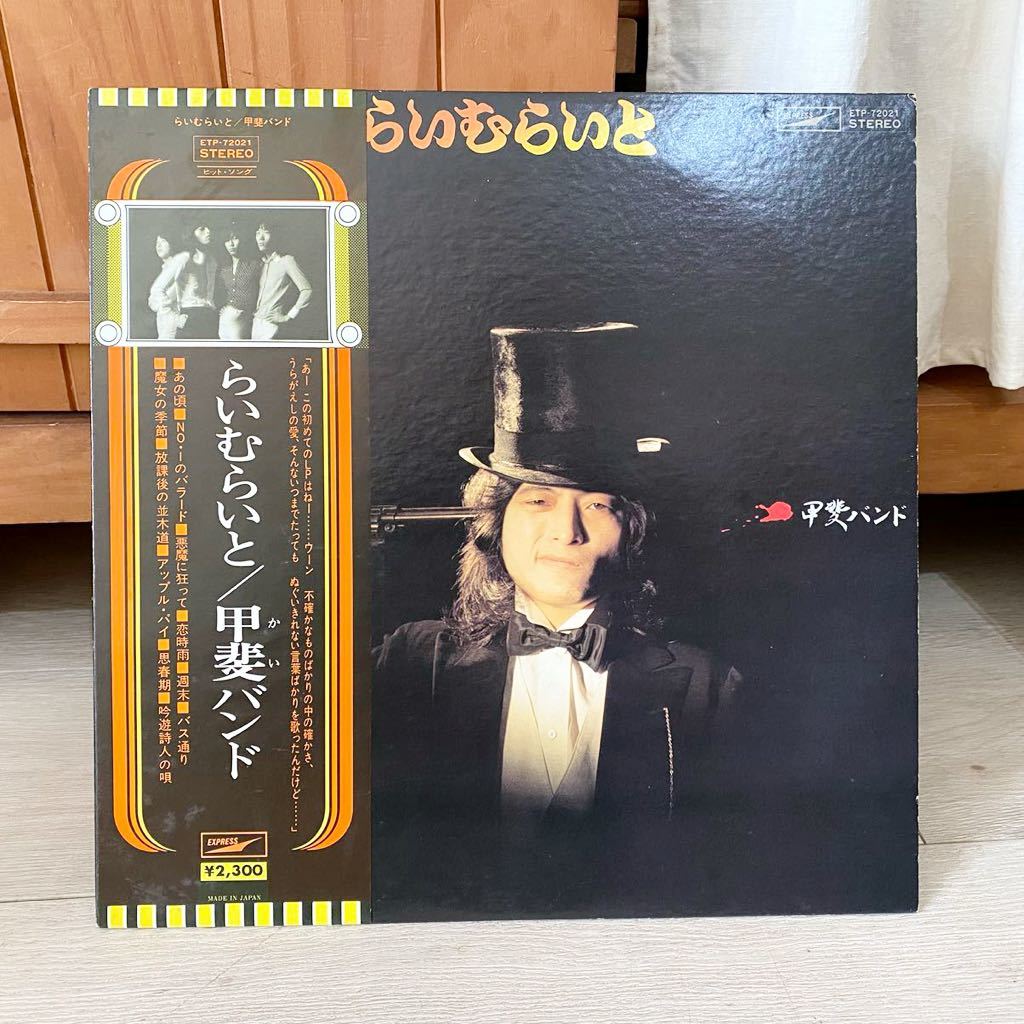 らいむらいと／甲斐バンド
ETP-72021
STEREO
ヒット・ソング
「あー この初めてのLPはねー……ウーン 不確かなものばかりの中の確かさ、
うらがえしの愛、そんないつまでたっても ぬぐいきれない言葉ばかりを歌ったんだけど……」
らいむらいと／甲斐バンド
かい
■あの頃■NO.1のバラード■悪魔に狂って■恋時雨■週末■バス通り
■魔女の季節■放課後の並木道■アップル・パイ■思春期■吟遊詩人の唄
EXPRESS
¥2,300
MADE IN JAPAN
らいむらいと
ETP-72021
STEREO
甲斐バンド